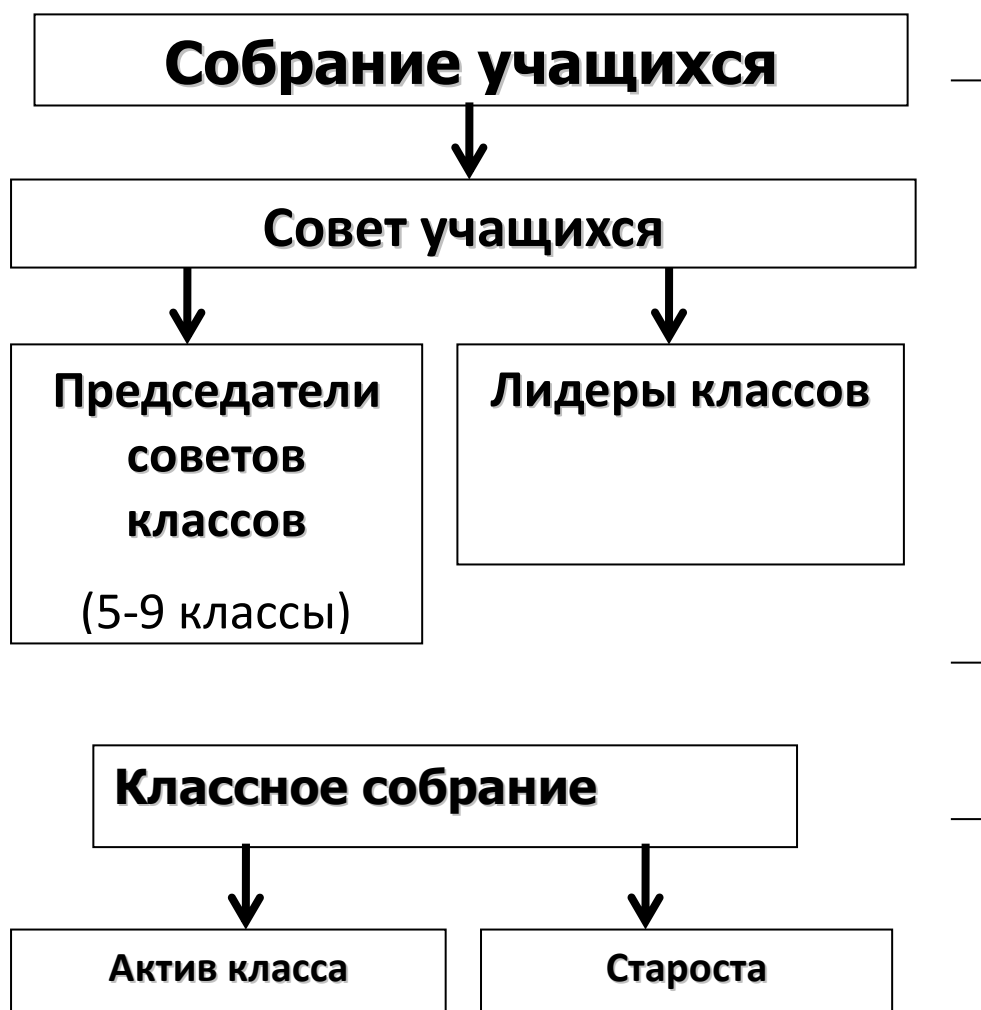 Собрание учащихся
Совет учащихся
Председатели
советов
классов
(5-9 классы)
Лидеры классов
Классное собрание
Актив класса
Староста